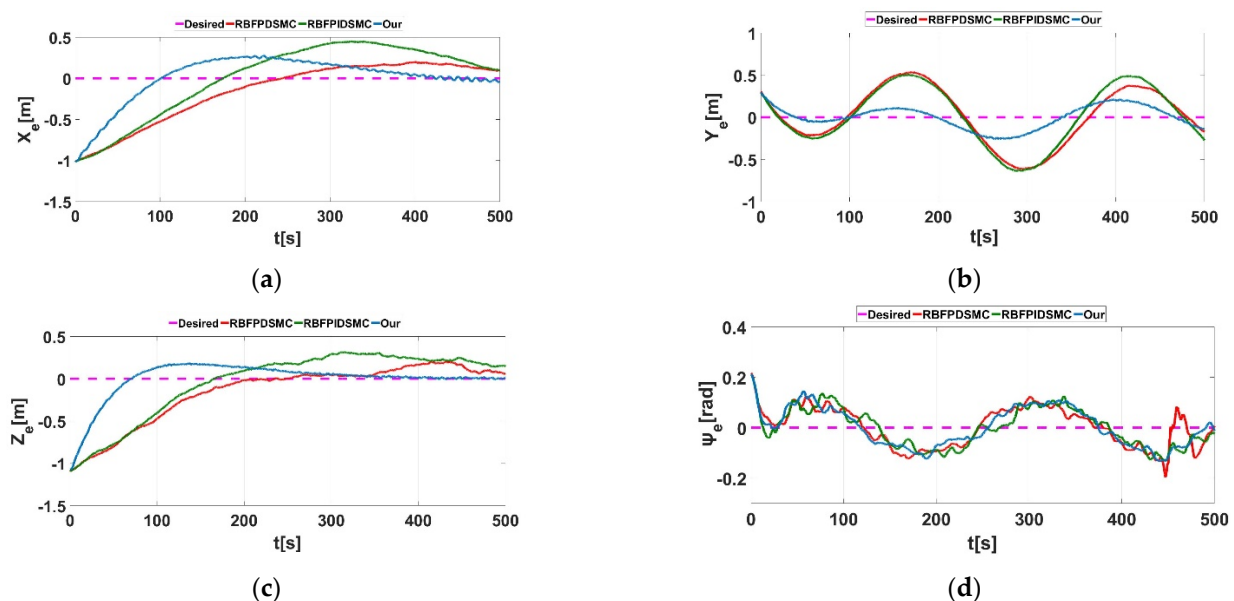 Desired RBFPDSMC RBFPIDSMC Our
0.5
0
-0.5
-1
-1.5
X_e[m]
0 100 200 300 400 500
t[s]
(a)
Desired RBFPDSMC RBFPIDSMC Our
1
0.5
0
-0.5
-1
Y_e[m]
0 100 200 300 400 500
t[s]
(b)
Desired RBFPDSMC RBFPIDSMC Our
0.5
0
-0.5
-1
-1.5
Z_e[m]
0 100 200 300 400 500
t[s]
(c)
Desired RBFPDSMC RBFPIDSMC Our
0.4
0.2
0
-0.2
ψ_e[rad]
0 100 200 300 400 500
t[s]
(d)